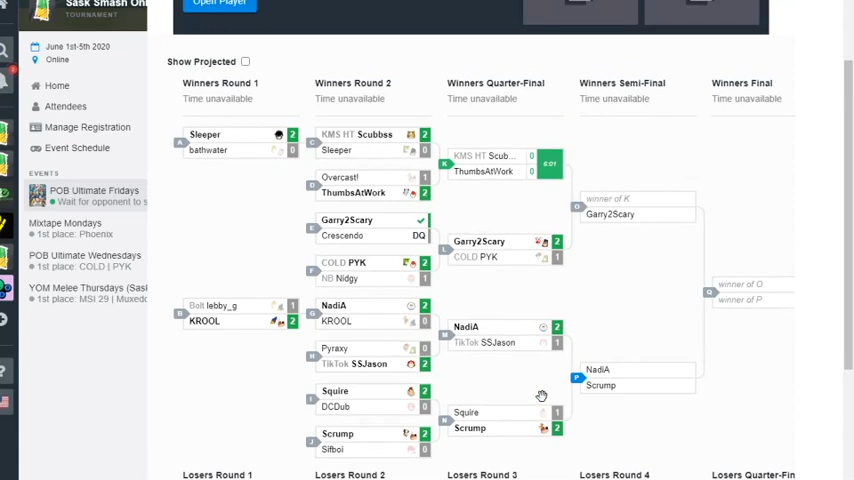 Sask Smash Onl
TOURNAMENT
June 1st-5th 2020
Online
Home
Attendees
Manage Registration
Event Schedule
EVENTS
POB Ultimate Fridays
Wait for opponent to s
Mixtape Mondays
1st place: Phoenix
POB Ultimate Wednesdays
1st place: COLD | PYK
YOM Melee Thursdays (Sask
1st place: MSI 29 | Muxedo
Open Player
Show Projected
Winners Round 1
Time unavailable
Winners Round 2
Time unavailable
Winners Quarter-Final
Time unavailable
Winners Semi-Final
Time unavailable
Winners Final
Time unavailable
A
Sleeper 2
bathwater 0
B
Bolt lebby_g 1
KROOL 2
C
KMS HT Scubbss 2
Sleeper 0
D
Overcast! 1
ThumbsAtWork 2
E
Garry2Scary
Crescendo DQ
F
COLD PYK 2
NB Nidgy 1
G
NadiA 2
KROOL 0
H
Pyraxy 0
TikTok SSJason 2
I
Squire 2
DCDub 0
J
Scrump 2
Sifboi 0
K
KMS HT Scub... 0
ThumbsAtWork 0
6:01
L
Garry2Scary 2
COLD PYK 1
M
NadiA 2
TikTok SSJason 1
N
Squire 1
Scrump 2
O
winner of K
Garry2Scary
P
NadiA
Scrump
Q
winner of O
winner of P
Losers Round 1
Losers Round 2
Losers Round 3
Losers Round 4
Losers Quarter-Fin